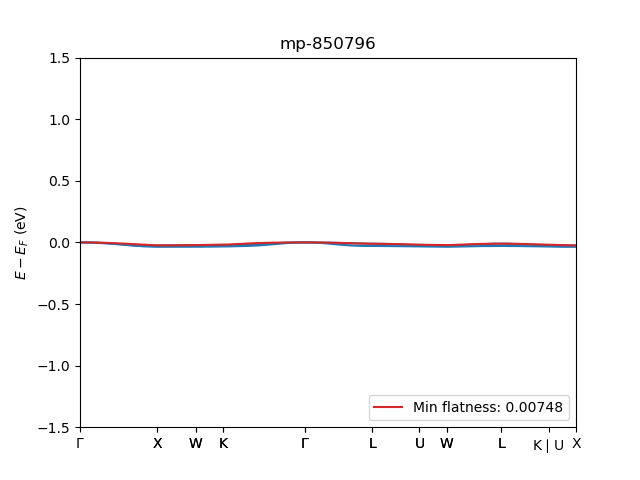 mp-850796
E − E_F (eV)
1.5
1.0
0.5
0.0
−0.5
−1.0
−1.5
Min flatness: 0.00748
Γ X W K Γ L U W L K | U X